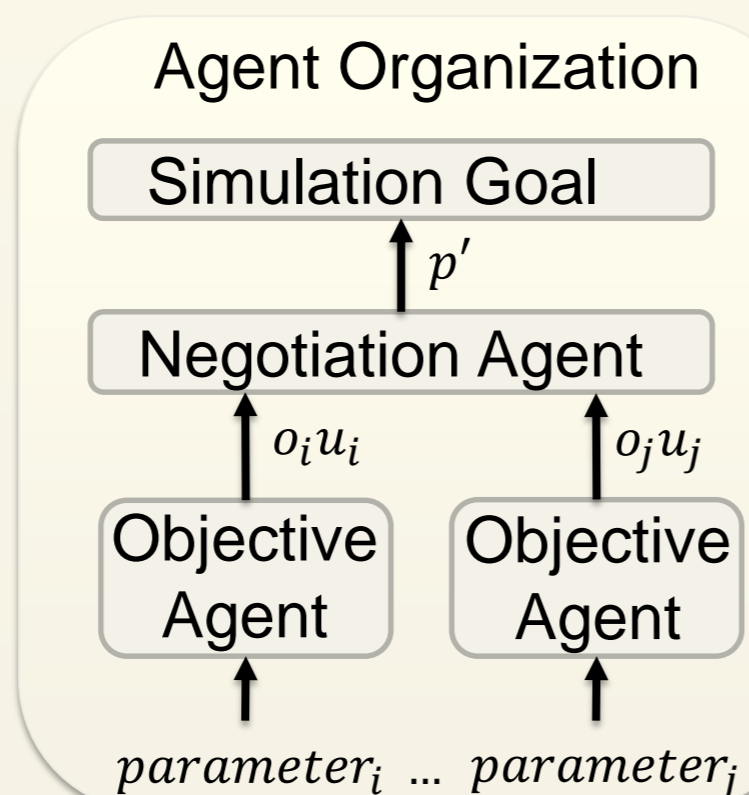 Agent Organization
Simulation Goal
p′
Negotiation Agent
oᵢuᵢ oⱼuⱼ
Objective Objective
Agent Agent
parameterᵢ ... parameterⱼ